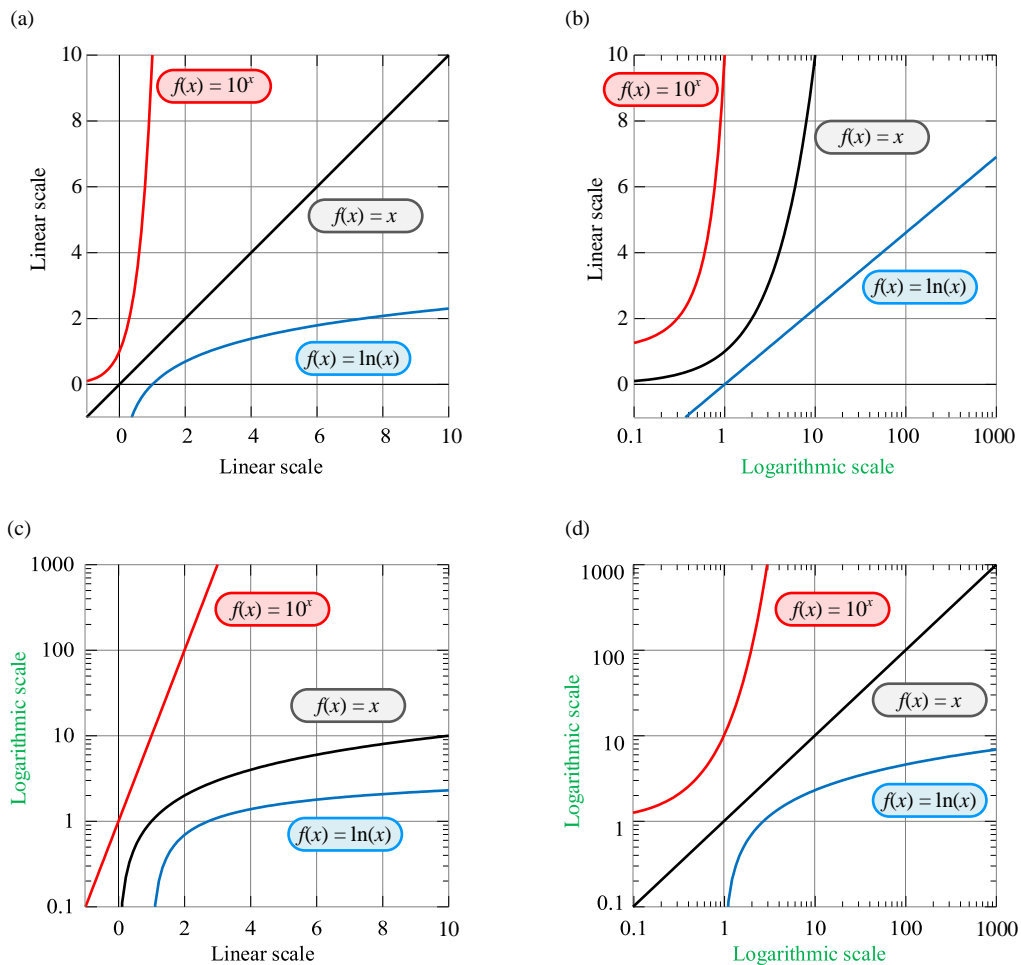 (a)
10
8
6
4
2
0
Linear scale
f(x) = 10^x
f(x) = x
f(x) = ln(x)
0 2 4 6 8 10
Linear scale
(b)
10
8
6
4
2
0
Linear scale
f(x) = 10^x
f(x) = x
f(x) = ln(x)
0.1 1 10 100 1000
Logarithmic scale
(c)
1000
100
10
1
0.1
Logarithmic scale
f(x) = 10^x
f(x) = x
f(x) = ln(x)
0 2 4 6 8 10
Linear scale
(d)
1000
100
10
1
0.1
Logarithmic scale
f(x) = 10^x
f(x) = x
f(x) = ln(x)
0.1 1 10 100 1000
Logarithmic scale